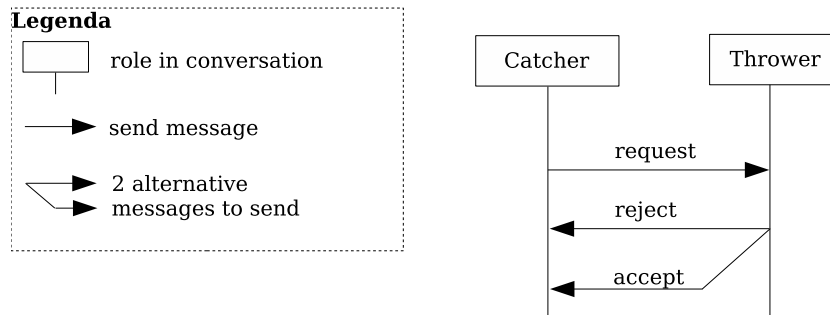 Legenda
role in conversation
send message
2 alternative
messages to send
Catcher
Thrower
request
reject
accept